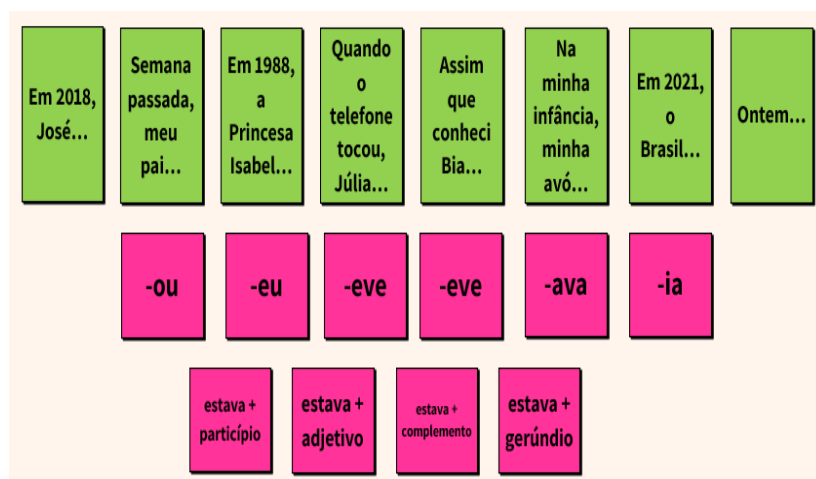 Em 2018,
José...
Semana
passada,
meu
pai...
Em 1988,
a
Princesa
Isabel...
Quando
o
telefone
tocou,
Júlia...
Assim
que
conheci
Bia...
Na
minha
infância,
minha
avó...
Em 2021,
o
Brasil...
Ontem...
-ou
-eu
-eve
-eve
-ava
-ia
estava +
particípio
estava +
adjetivo
estava +
complemento
estava +
gerúndio